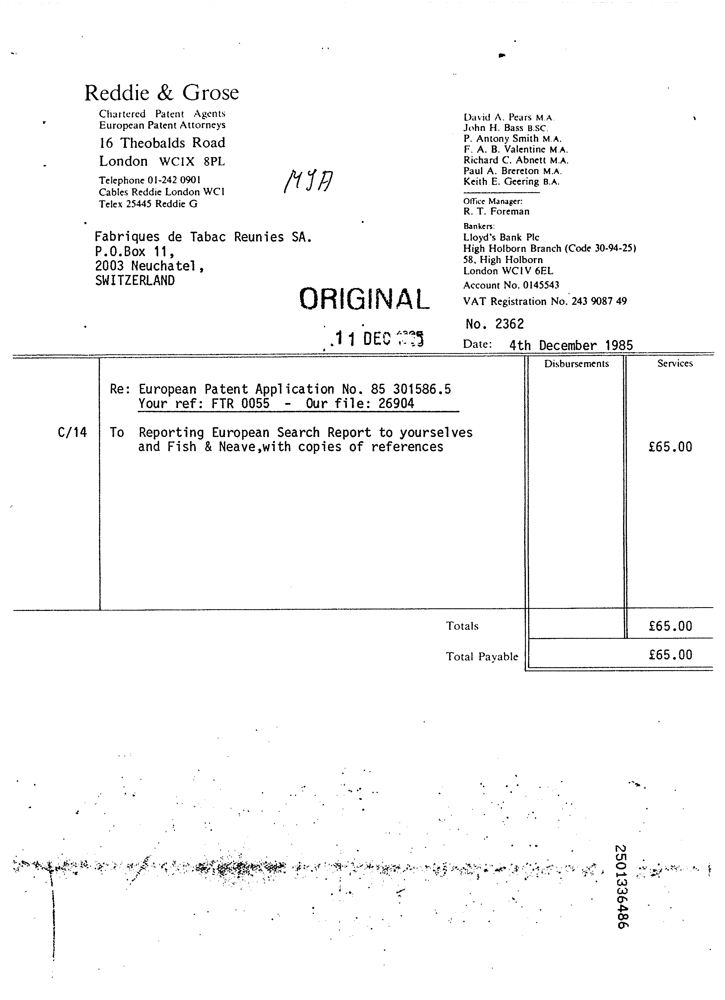 Reddie & Grose
Chartered Patent Agents
European Patent Attorneys
16 Theobalds Road
London WC1X 8PL
Telephone 01-242 0901
Cables Reddie London WC1
Telex 25445 Reddie G
David A. Pears M.A.
John H. Bass B.SC.
P. Antony Smith M.A.
F. A. B. Valentine M.A.
Richard C. Abnett M.A.
Paul A. Brereton M.A.
Keith E. Geering B.A.
Office Manager:
R. T. Foreman
Bankers:
Lloyd's Bank Plc
High Holborn Branch (Code 30-94-25)
58, High Holborn
London WC1V 6EL
Account No. 0145543
VAT Registration No. 243 9087 49
Fabriques de Tabac Reunies SA.
P.O.Box 11,
2003 Neuchatel,
SWITZERLAND
ORIGINAL
11 DEC
No. 2362
Date: 4th December 1985
Disbursements Services
Re: European Patent Application No. 85 301586.5
Your ref: FTR 0055 - Our file: 26904
C/14 To Reporting European Search Report to yourselves
and Fish & Neave,with copies of references £65.00
Totals £65.00
Total Payable £65.00
2501336486